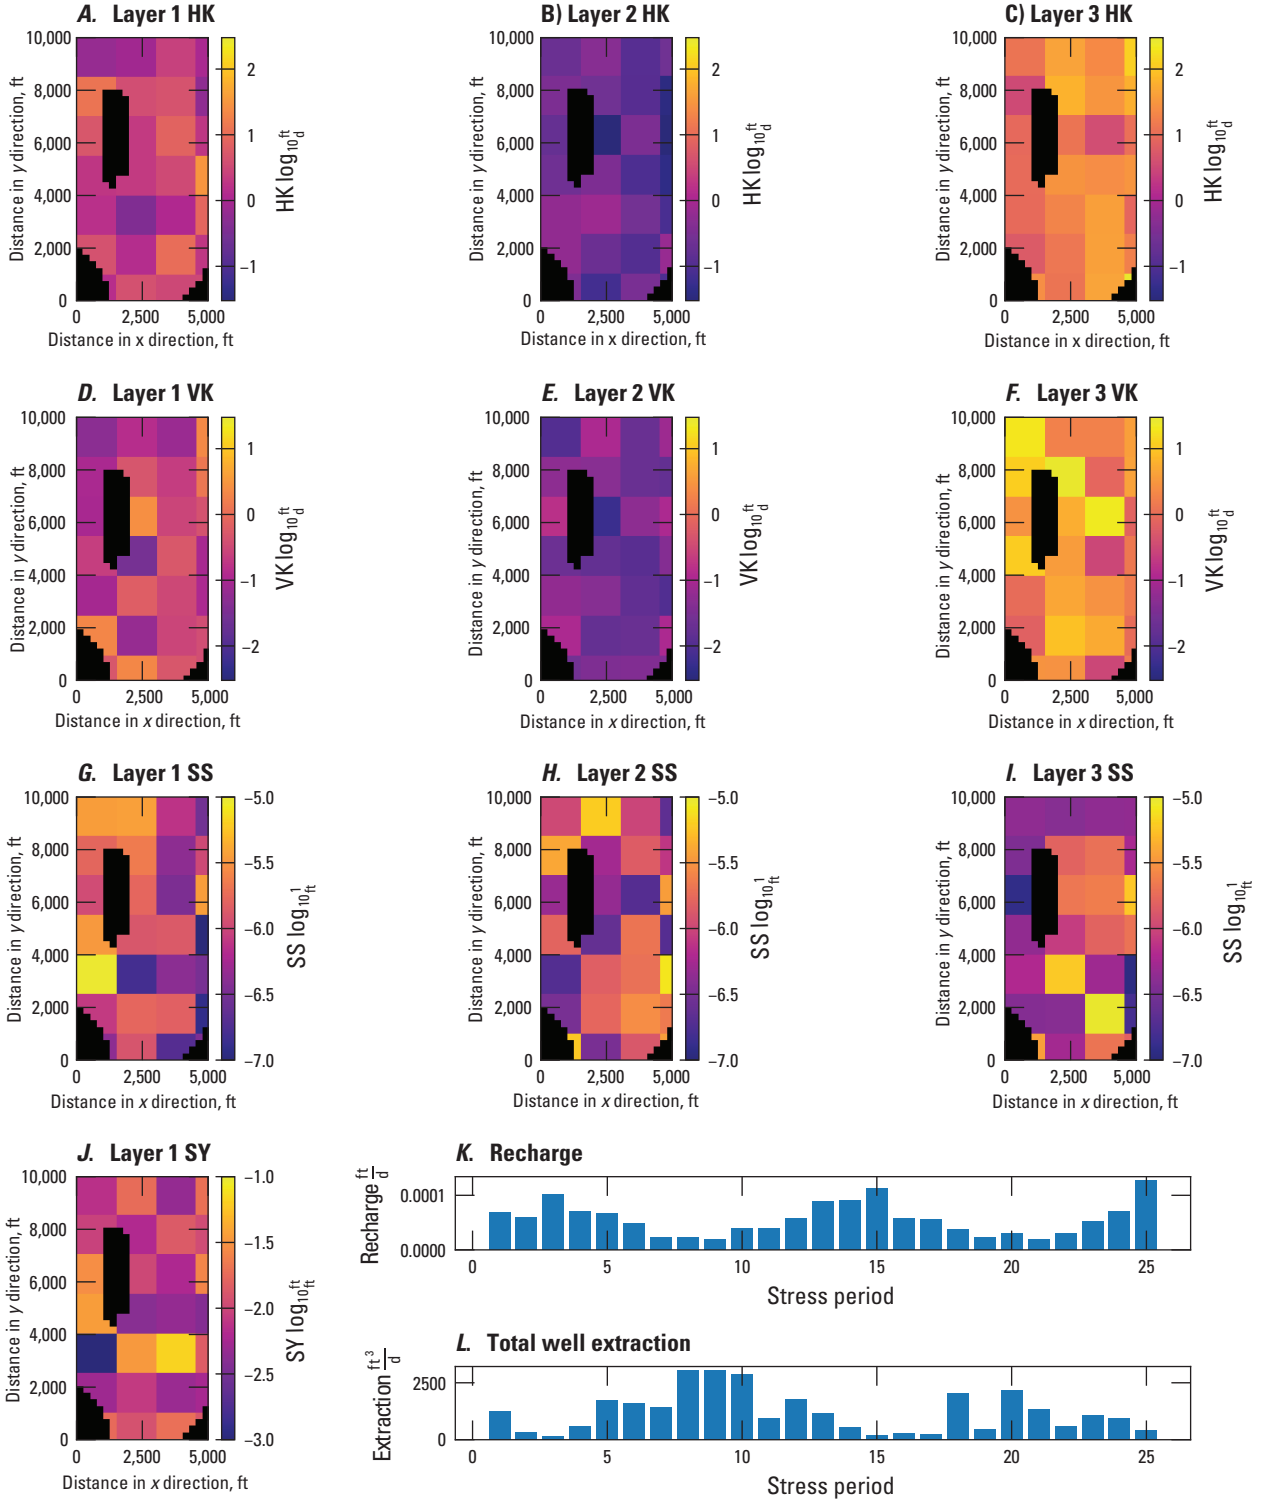 A. Layer 1 HK
10,000
8,000
6,000
4,000
2,000
0
0 2,500 5,000
Distance in x direction, ft
Distance in y direction, ft
2
1
0
−1
HK log10 ft/d
B) Layer 2 HK
10,000
8,000
6,000
4,000
2,000
0
0 2,500 5,000
Distance in x direction, ft
Distance in y direction, ft
2
1
0
−1
HK log10 ft/d
C) Layer 3 HK
10,000
8,000
6,000
4,000
2,000
0
0 2,500 5,000
Distance in x direction, ft
Distance in y direction, ft
2
1
0
−1
HK log10 ft/d
D. Layer 1 VK
10,000
8,000
6,000
4,000
2,000
0
0 2,500 5,000
Distance in x direction, ft
Distance in y direction, ft
1
0
−1
−2
VK log10 ft/d
E. Layer 2 VK
10,000
8,000
6,000
4,000
2,000
0
0 2,500 5,000
Distance in x direction, ft
Distance in y direction, ft
1
0
−1
−2
VK log10 ft/d
F. Layer 3 VK
10,000
8,000
6,000
4,000
2,000
0
0 2,500 5,000
Distance in x direction, ft
Distance in y direction, ft
1
0
−1
−2
VK log10 ft/d
G. Layer 1 SS
10,000
8,000
6,000
4,000
2,000
0
0 2,500 5,000
Distance in x direction, ft
Distance in y direction, ft
−5.0
−5.5
−6.0
−6.5
−7.0
SS log10 1/ft
H. Layer 2 SS
10,000
8,000
6,000
4,000
2,000
0
0 2,500 5,000
Distance in x direction, ft
Distance in y direction, ft
−5.0
−5.5
−6.0
−6.5
−7.0
SS log10 1/ft
I. Layer 3 SS
10,000
8,000
6,000
4,000
2,000
0
0 2,500 5,000
Distance in x direction, ft
Distance in y direction, ft
−5.0
−5.5
−6.0
−6.5
−7.0
SS log10 1/ft
J. Layer 1 SY
10,000
8,000
6,000
4,000
2,000
0
0 2,500 5,000
Distance in x direction, ft
Distance in y direction, ft
−1.0
−1.5
−2.0
−2.5
−3.0
SY log10 ft/ft
K. Recharge
Recharge ft/d
0.0001
0.0000
0 5 10 15 20 25
Stress period
L. Total well extraction
Extraction ft³/d
2500
0
0 5 10 15 20 25
Stress period